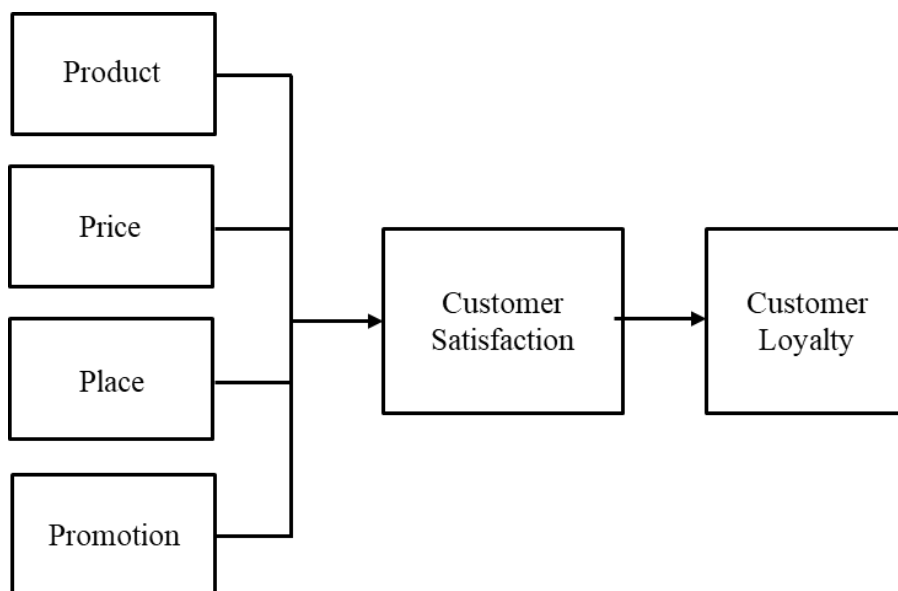 Product
Price
Place
Promotion
Customer
Satisfaction
Customer
Loyalty